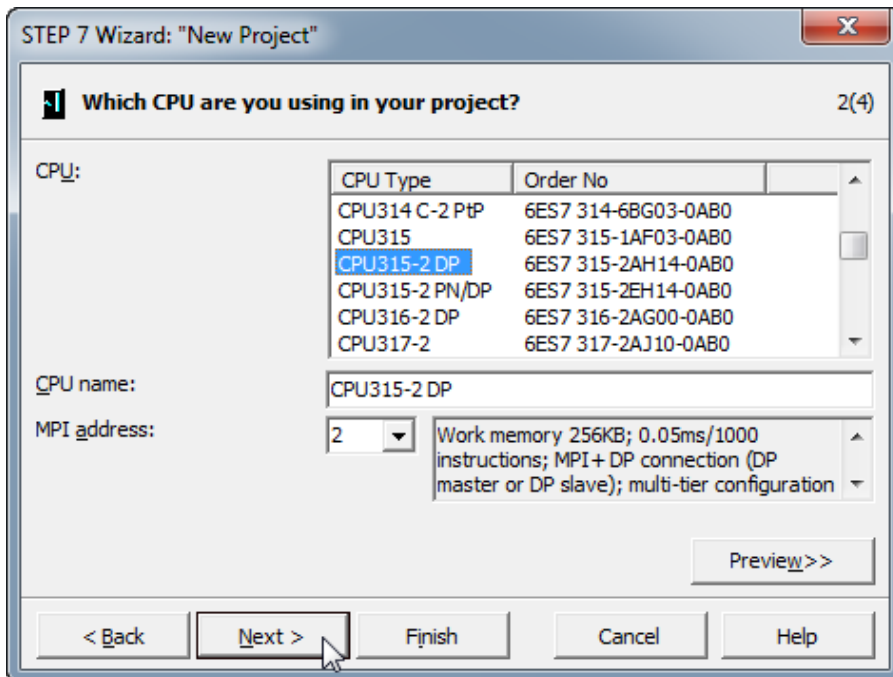 STEP 7 Wizard: "New Project"
Which CPU are you using in your project? 2(4)
CPU:
CPU Type Order No
CPU314 C-2 PtP 6ES7 314-6BG03-0AB0
CPU315 6ES7 315-1AF03-0AB0
CPU315-2 DP 6ES7 315-2AH14-0AB0
CPU315-2 PN/DP 6ES7 315-2EH14-0AB0
CPU316-2 DP 6ES7 316-2AG00-0AB0
CPU317-2 6ES7 317-2AJ10-0AB0
CPU name: CPU315-2 DP
MPI address: 2
Work memory 256KB; 0.05ms/1000
instructions; MPI+ DP connection (DP
master or DP slave); multi-tier configuration
Preview>>
< Back Next > Finish Cancel Help